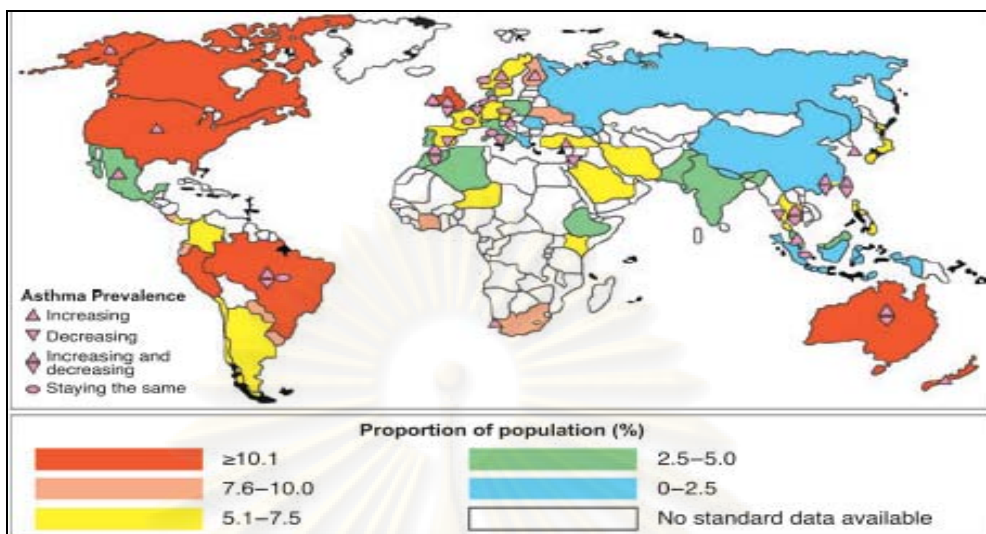 Asthma Prevalence
Increasing
Decreasing
Increasing and
decreasing
Staying the same
Proportion of population (%)
≥10.1
7.6–10.0
5.1–7.5
2.5–5.0
0–2.5
No standard data available